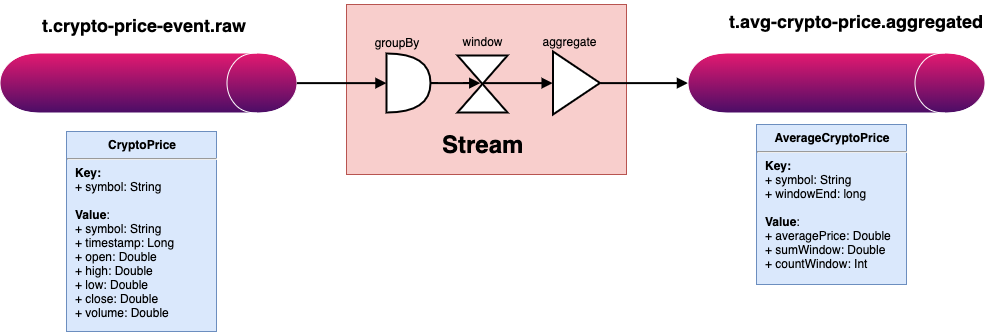 t.crypto-price-event.raw
groupBy
window
aggregate
Stream
t.avg-crypto-price.aggregated
CryptoPrice
Key:
+ symbol: String
Value:
+ symbol: String
+ timestamp: Long
+ open: Double
+ high: Double
+ low: Double
+ close: Double
+ volume: Double
AverageCryptoPrice
Key:
+ symbol: String
+ windowEnd: long
Value:
+ averagePrice: Double
+ sumWindow: Double
+ countWindow: Int